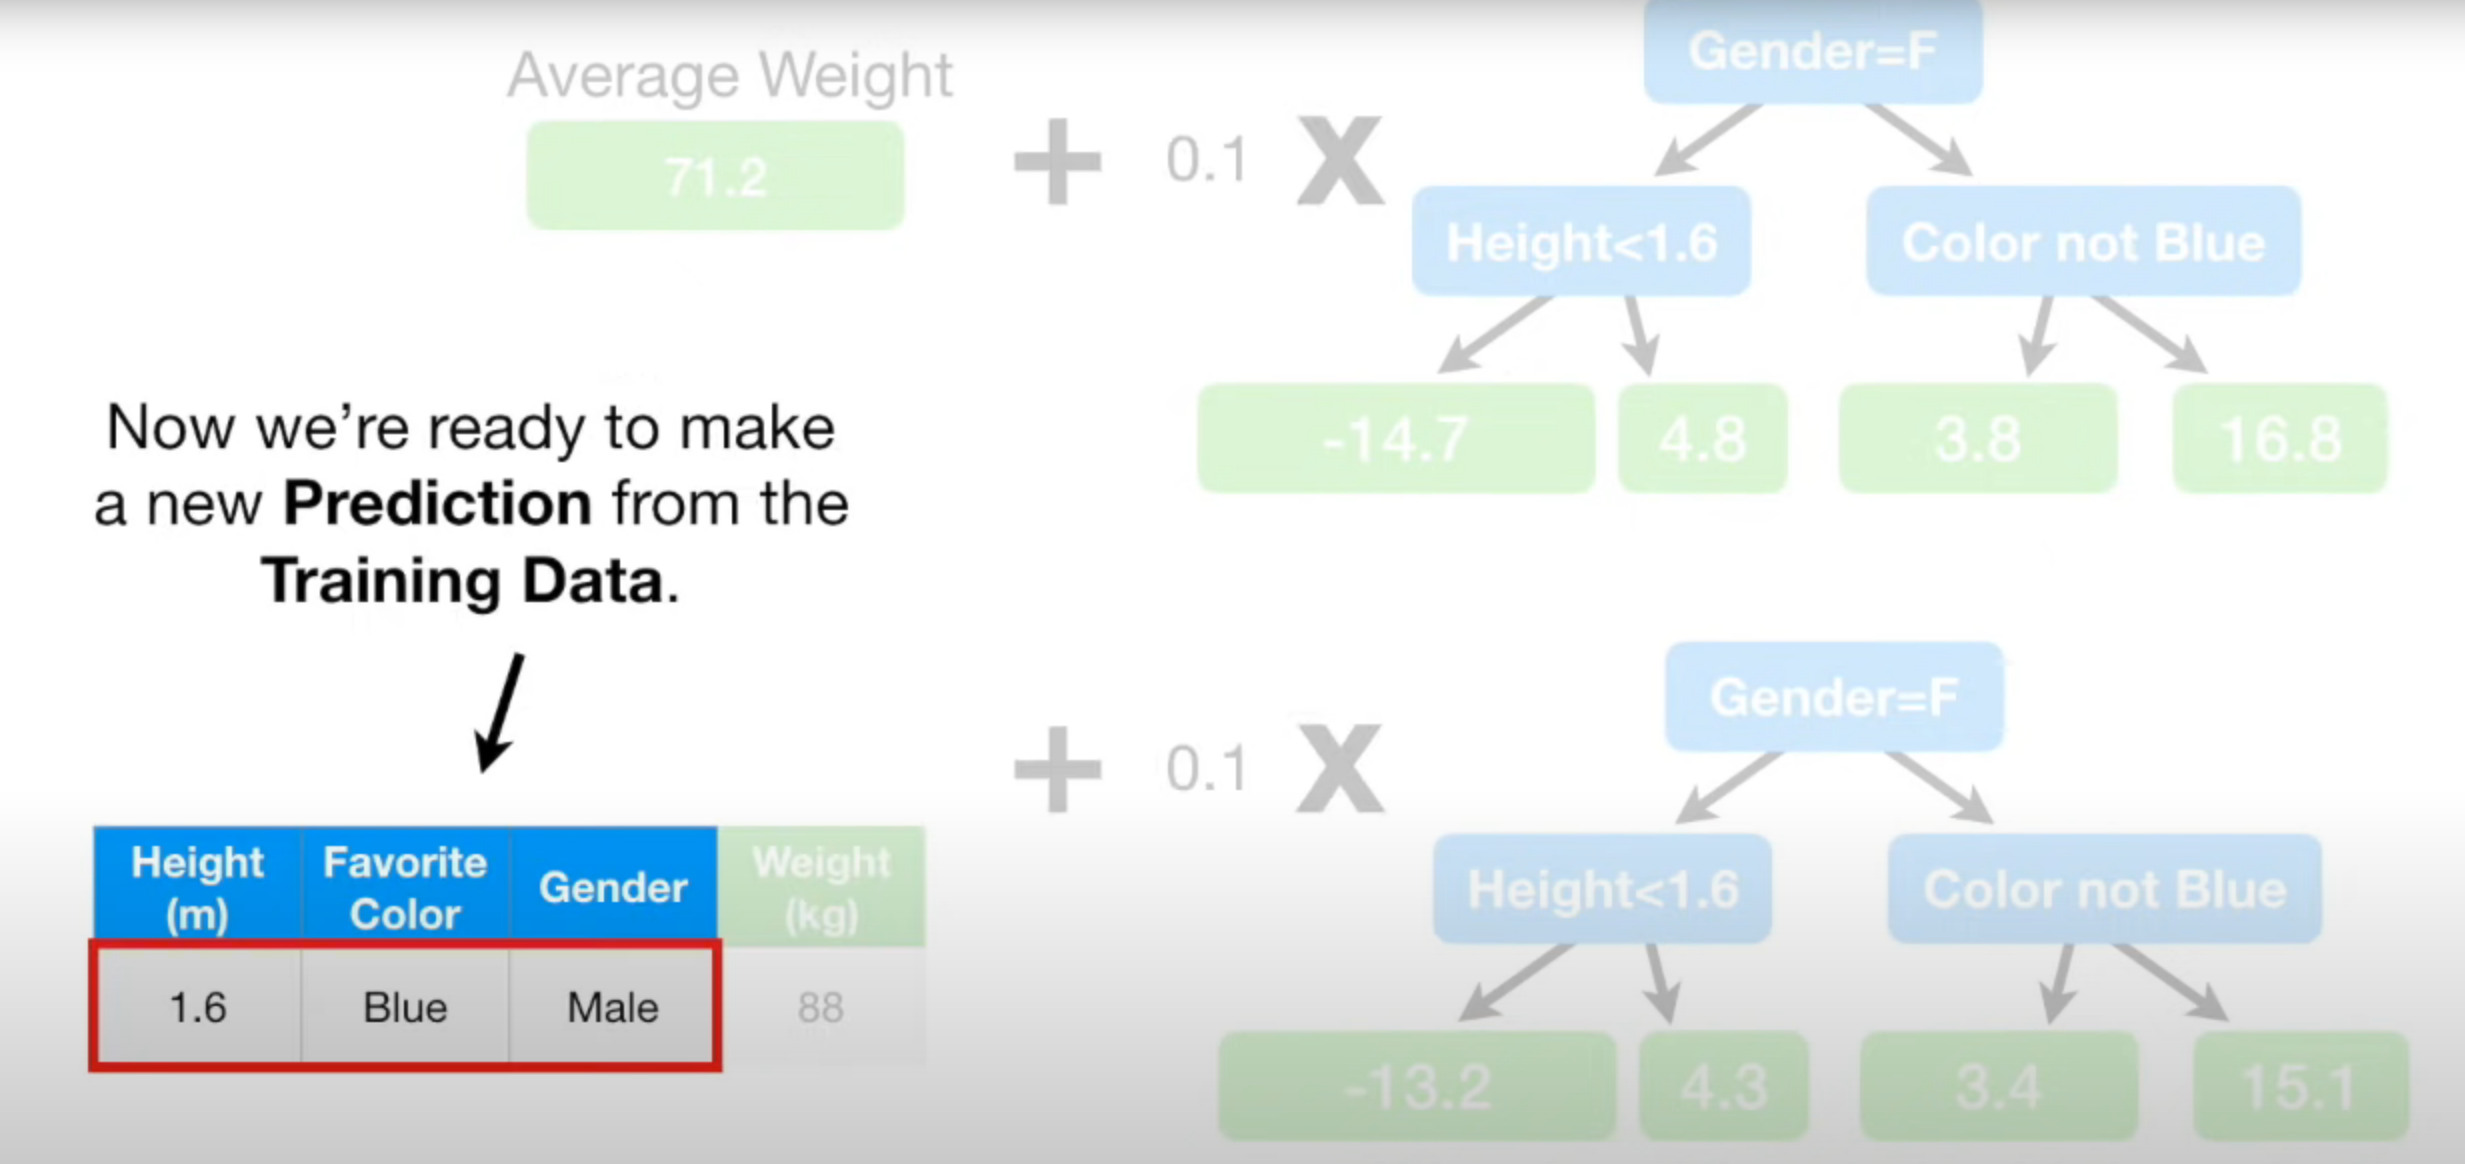 Average Weight
71.2
+ 0.1 X
Gender=F
Height<1.6
Color not Blue
-14.7
4.8
3.8
16.8
Now we're ready to make
a new Prediction from the
Training Data.
+ 0.1 X
Gender=F
Height<1.6
Color not Blue
-13.2
4.3
3.4
15.1
Height (m) Favorite Color Gender Weight (kg)
1.6 Blue Male 88